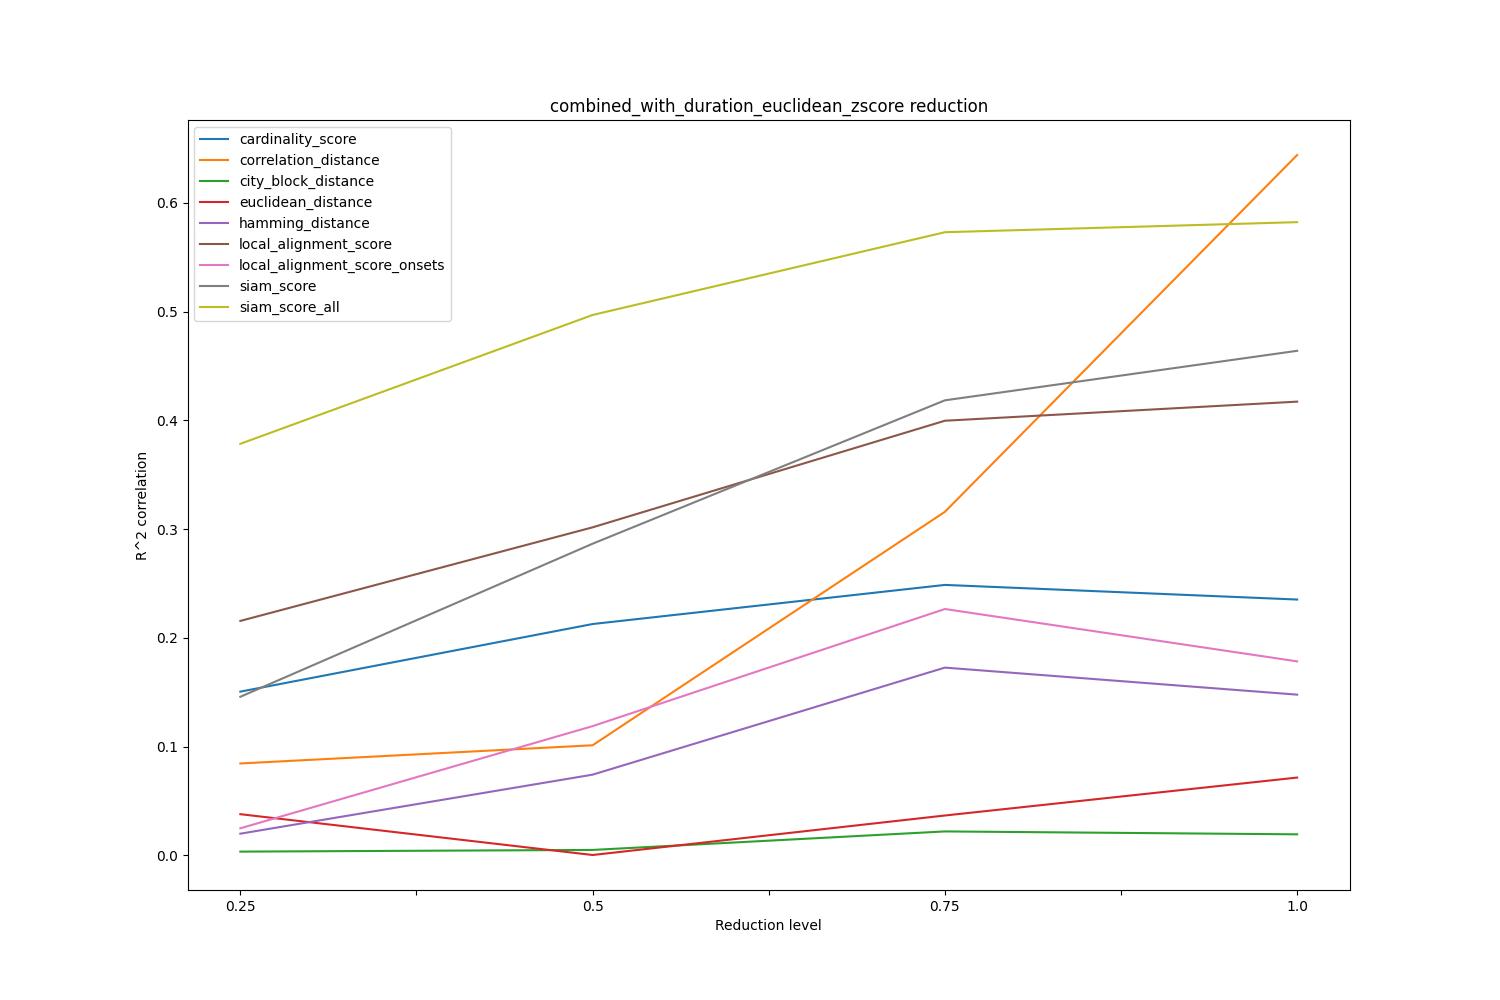 combined_with_duration_euclidean_zscore reduction
cardinality_score
correlation_distance
city_block_distance
euclidean_distance
hamming_distance
local_alignment_score
local_alignment_score_onsets
siam_score
siam_score_all
R^2 correlation
0.6
0.5
0.4
0.3
0.2
0.1
0.0
0.25 0.5 0.75 1.0
Reduction level